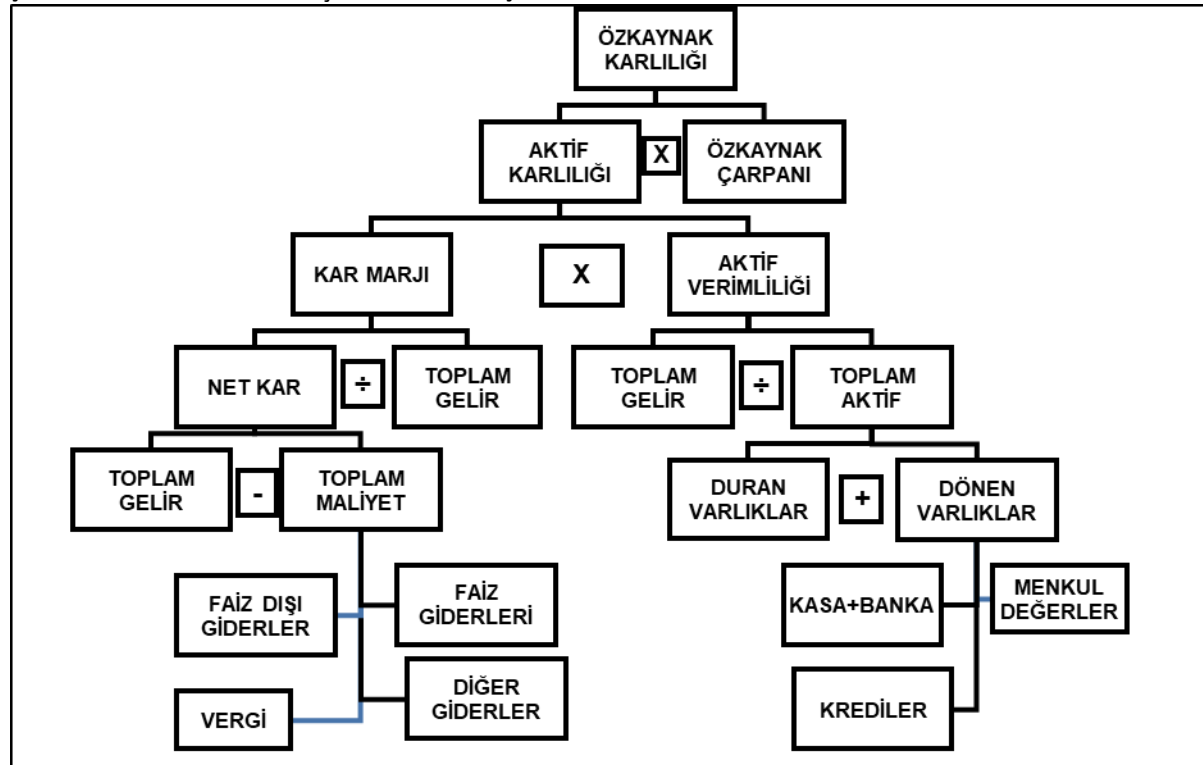 ÖZKAYNAK
KARLILIĞI
AKTİF
KARLILIĞI
X
ÖZKAYNAK
ÇARPANI
KAR MARJI
X
AKTİF
VERİMLİLİĞİ
NET KAR
÷
TOPLAM
GELİR
TOPLAM
GELİR
÷
TOPLAM
AKTİF
TOPLAM
GELİR
-
TOPLAM
MALİYET
DURAN
VARLIKLAR
+
DÖNEN
VARLIKLAR
FAİZ DIŞI
GİDERLER
FAİZ
GİDERLERİ
KASA+BANKA
MENKUL
DEĞERLER
VERGİ
DİĞER
GİDERLER
KREDİLER